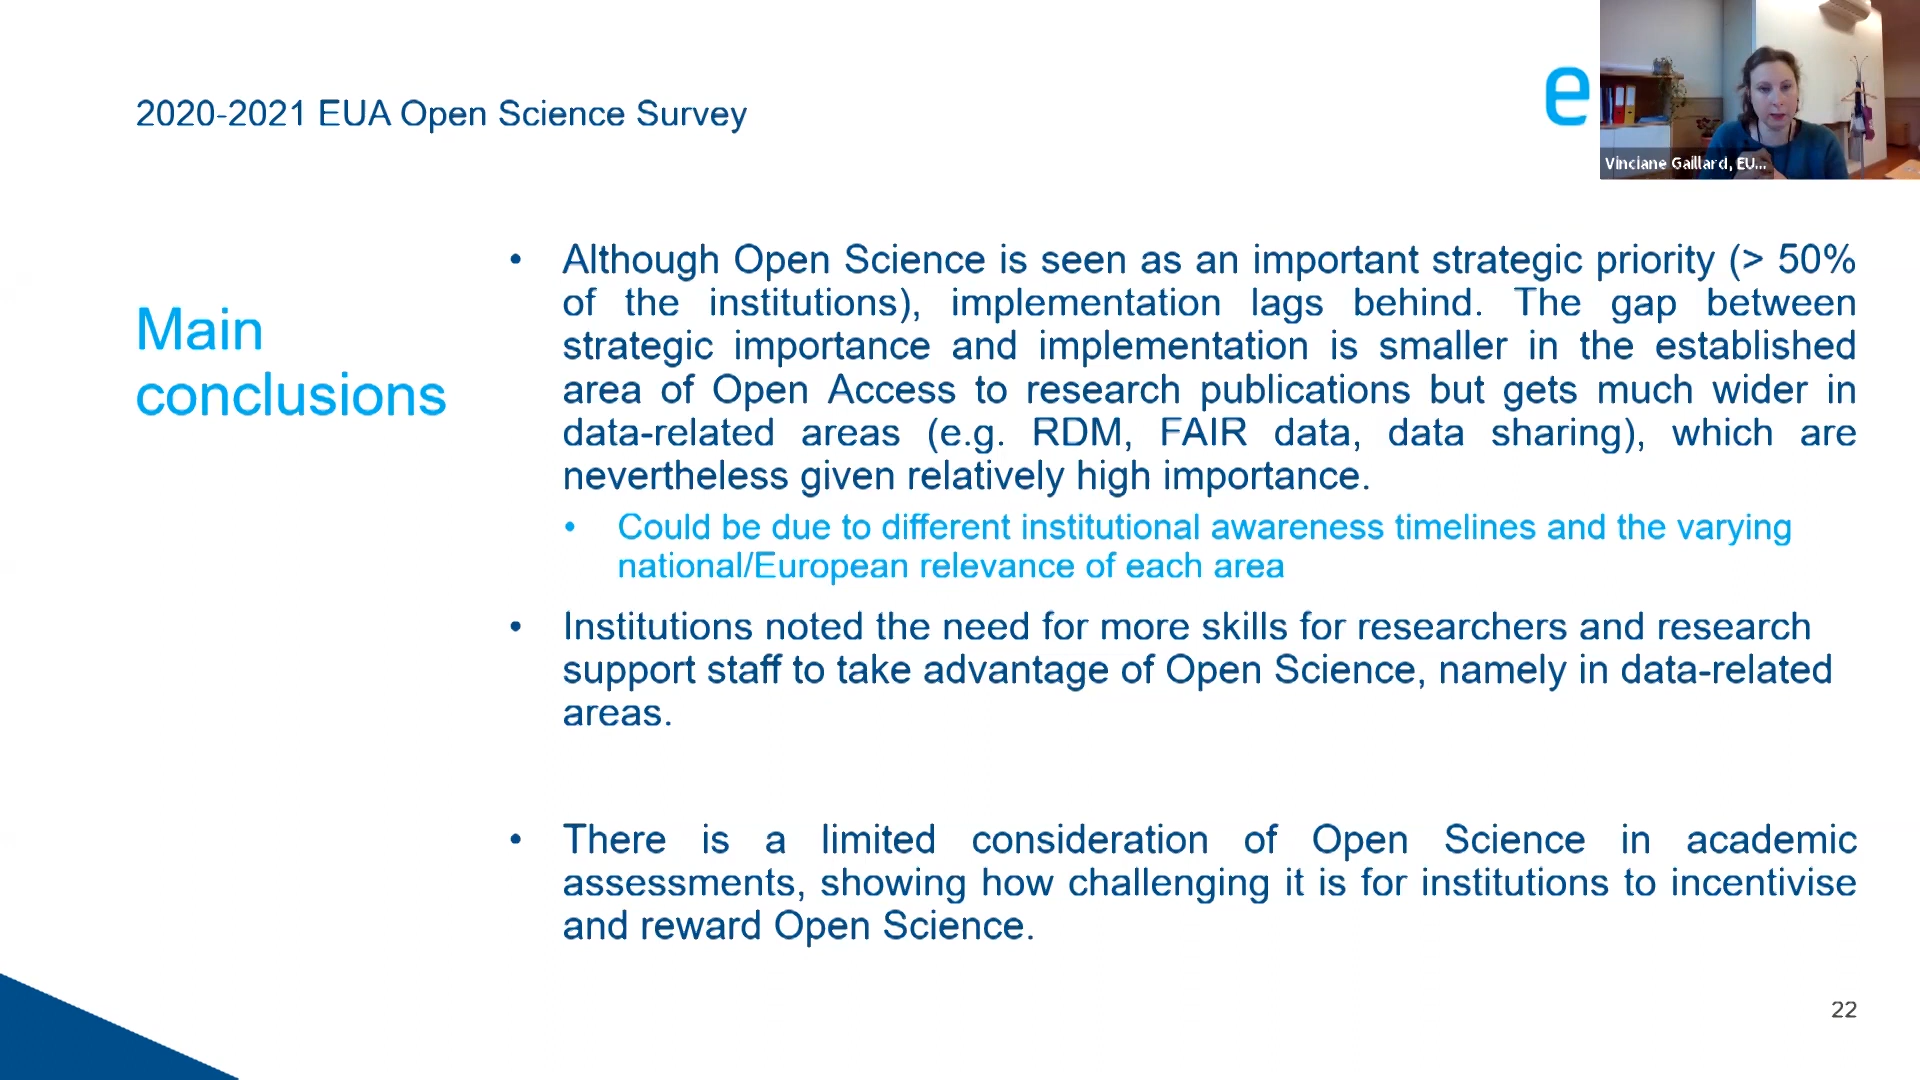 2020-2021 EUA Open Science Survey
e
Vinciane Gaillard, EU...
Main
conclusions
• Although Open Science is seen as an important strategic priority (> 50%
of the institutions), implementation lags behind. The gap between
strategic importance and implementation is smaller in the established
area of Open Access to research publications but gets much wider in
data-related areas (e.g. RDM, FAIR data, data sharing), which are
nevertheless given relatively high importance.
• Could be due to different institutional awareness timelines and the varying
national/European relevance of each area
• Institutions noted the need for more skills for researchers and research
support staff to take advantage of Open Science, namely in data-related
areas.
• There is a limited consideration of Open Science in academic
assessments, showing how challenging it is for institutions to incentivise
and reward Open Science.
22